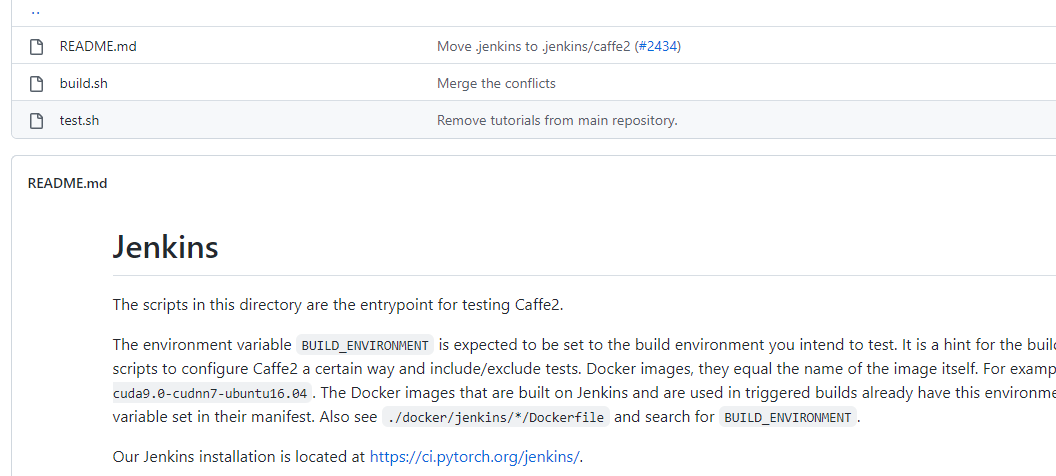 ..
README.md Move .jenkins to .jenkins/caffe2 (#2434)
build.sh Merge the conflicts
test.sh Remove tutorials from main repository.
README.md
Jenkins
The scripts in this directory are the entrypoint for testing Caffe2.
The environment variable BUILD_ENVIRONMENT is expected to be set to the build environment you intend to test. It is a hint for the build
scripts to configure Caffe2 a certain way and include/exclude tests. Docker images, they equal the name of the image itself. For examp
cuda9.0-cudnn7-ubuntu16.04. The Docker images that are built on Jenkins and are used in triggered builds already have this environme
variable set in their manifest. Also see ./docker/jenkins/*/Dockerfile and search for BUILD_ENVIRONMENT.
Our Jenkins installation is located at https://ci.pytorch.org/jenkins/.